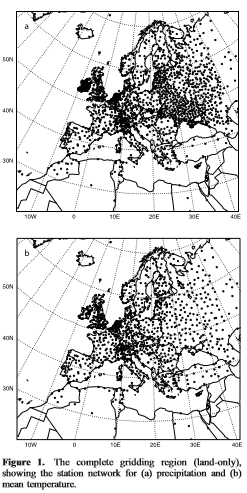 a
50N
40N
30N
10W 0 10E 20E 30E 40E
b
50N
40N
30N
10W 0 10E 20E 30E 40E
Figure 1. The complete gridding region (land-only),
showing the station network for (a) precipitation and (b)
mean temperature.